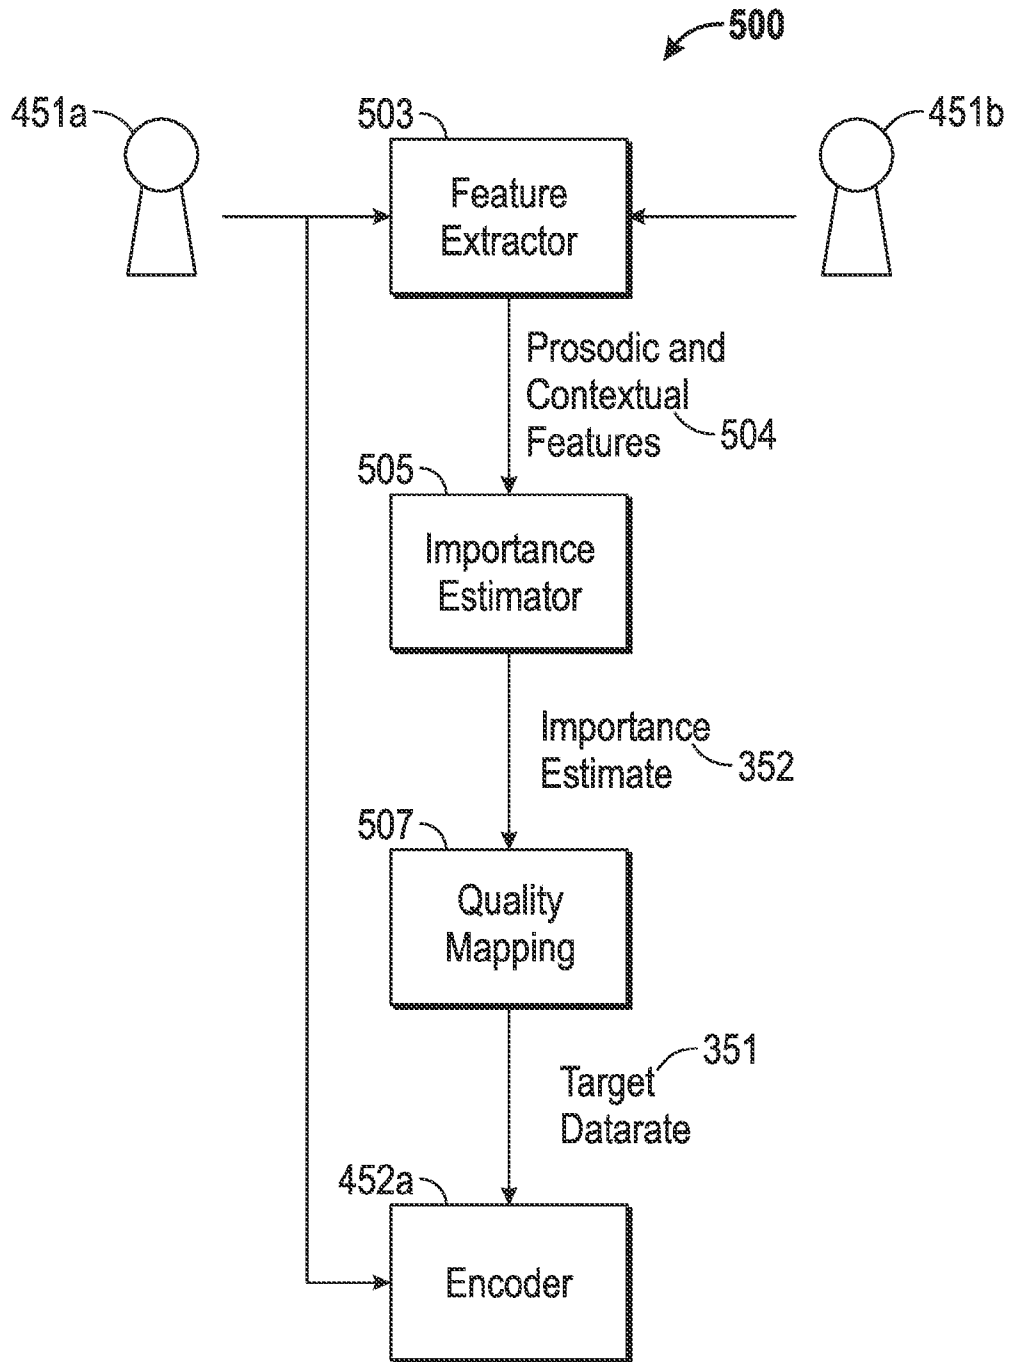 500
451a
503
451b
Feature
Extractor
Prosodic and
Contextual
Features
504
505
Importance
Estimator
Importance
Estimate
352
507
Quality
Mapping
351
Target
Datarate
452a
Encoder